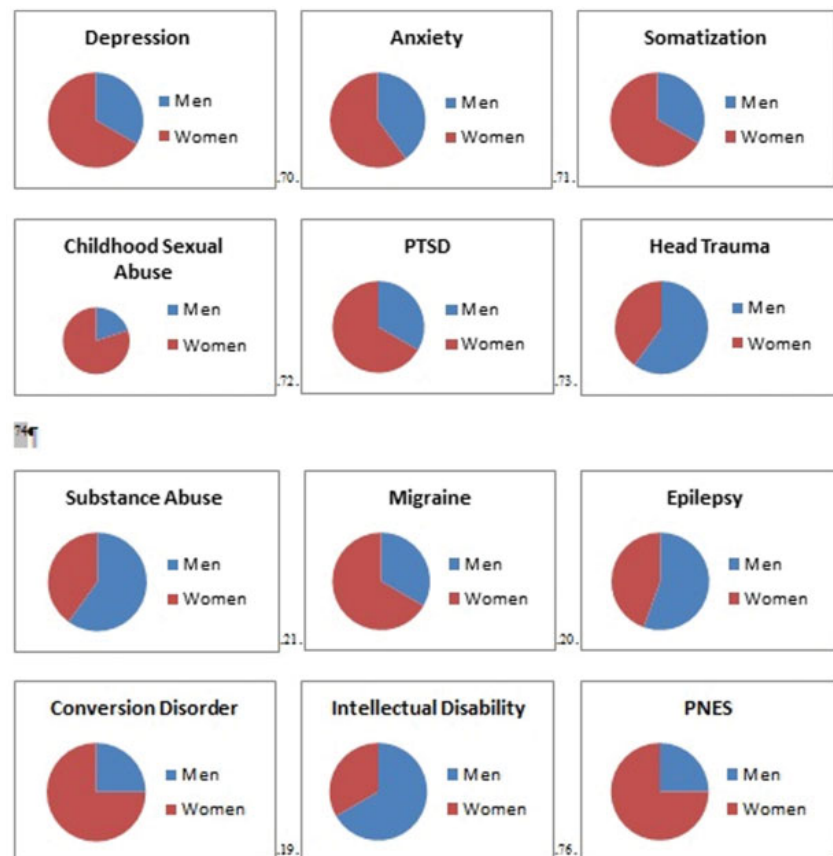 Depression
Men
Women
.70.
Anxiety
Men
Women
.71.
Somatization
Men
Women
Childhood Sexual
Abuse
Men
Women
.72.
PTSD
Men
Women
.73.
Head Trauma
Men
Women
74¶
Substance Abuse
Men
Women
.21.
Migraine
Men
Women
.20.
Epilepsy
Men
Women
Conversion Disorder
Men
Women
.19.
Intellectual Disability
Men
Women
.76.
PNES
Men
Women